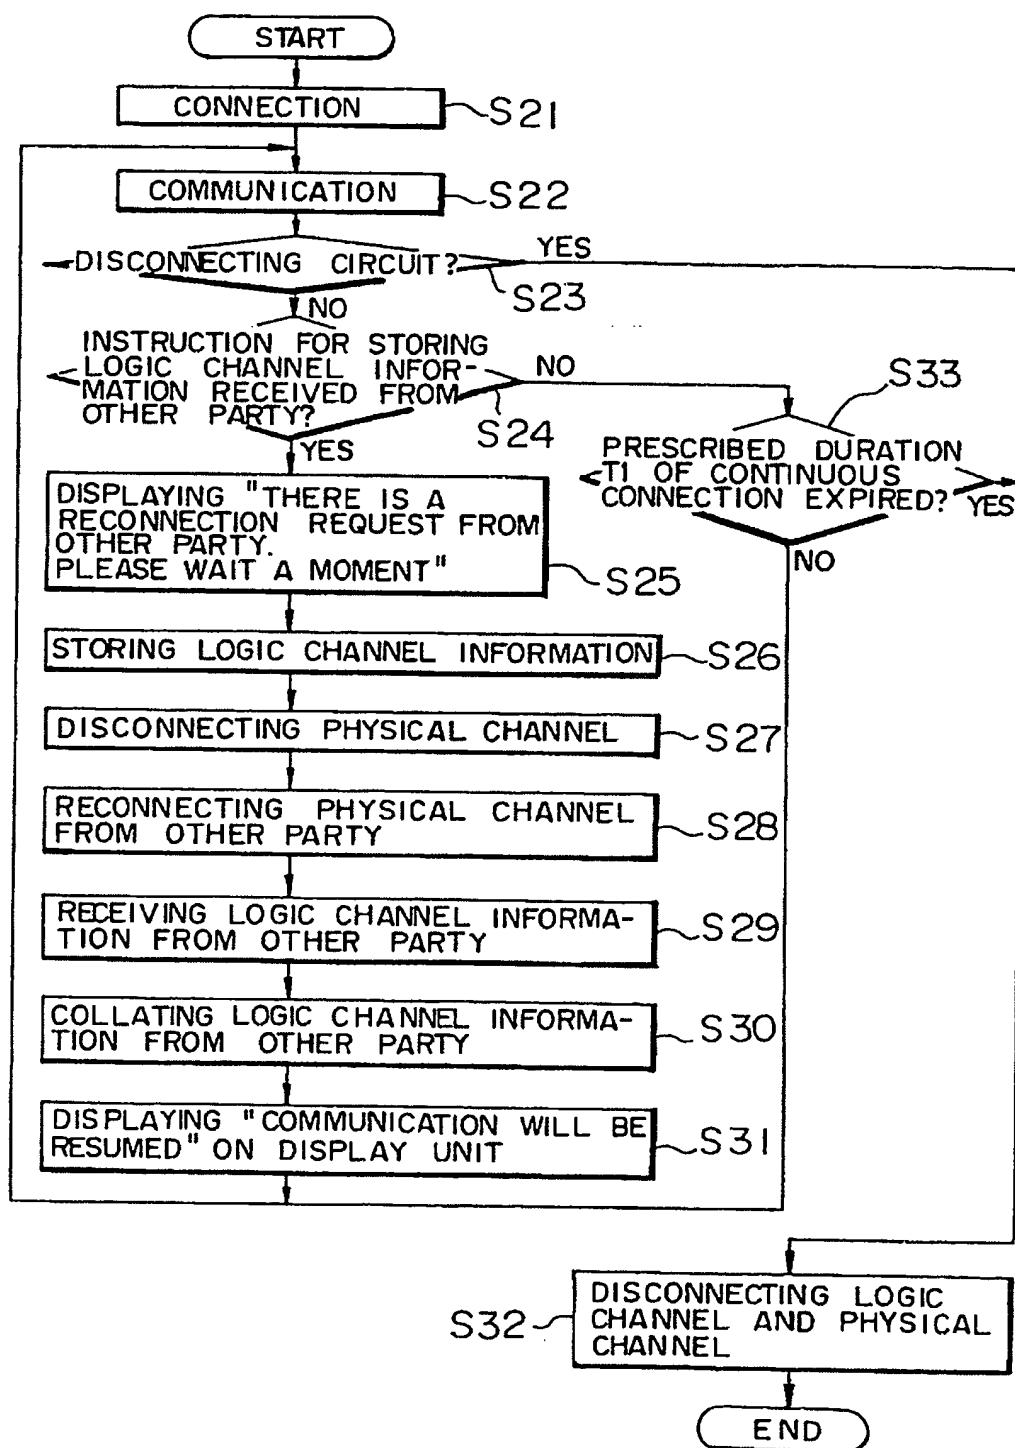 START
CONNECTION
S21
COMMUNICATION
S22
DISCONNECTING CIRCUIT?
YES
S23
NO
INSTRUCTION FOR STORING
LOGIC CHANNEL INFOR-
MATION RECEIVED FROM
OTHER PARTY?
NO
S24
YES
S33
PRESCRIBED DURATION
T1 OF CONTINUOUS
CONNECTION EXPIRED?
YES
NO
DISPLAYING "THERE IS A
RECONNECTION REQUEST FROM
OTHER PARTY.
PLEASE WAIT A MOMENT"
S25
STORING LOGIC CHANNEL INFORMATION
S26
DISCONNECTING PHYSICAL CHANNEL
S27
RECONNECTING PHYSICAL CHANNEL
FROM OTHER PARTY
S28
RECEIVING LOGIC CHANNEL INFORMA-
TION FROM OTHER PARTY
S29
COLLATING LOGIC CHANNEL INFORMA-
TION FROM OTHER PARTY
S30
DISPLAYING "COMMUNICATION WILL BE
RESUMED" ON DISPLAY UNIT
S31
DISCONNECTING LOGIC
CHANNEL AND PHYSICAL
CHANNEL
S32
END